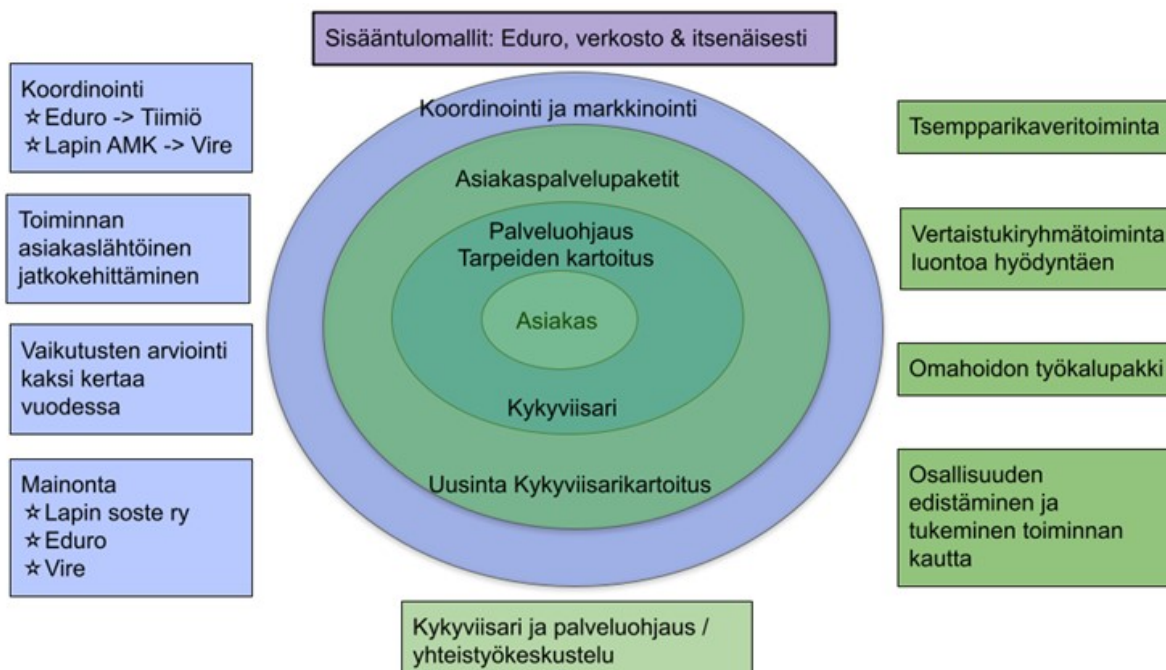 Sisääntulomallit: Eduro, verkosto & itsenäisesti
Koordinointi
☆ Eduro -> Tiimiö
☆ Lapin AMK -> Vire
Toiminnan
asiakaslähtöinen
jatkokehittäminen
Vaikutusten arviointi
kaksi kertaa
vuodessa
Mainonta
☆ Lapin soste ry
☆ Eduro
☆ Vire
Koordinointi ja markkinointi
Asiakaspalvelupaketit
Palveluohjaus
Tarpeiden kartoitus
Asiakas
Kykyviisari
Uusinta Kykyviisarikartoitus
Tsempparikaveritoiminta
Vertaistukiryhmätoiminta
luontoa hyödyntäen
Omahoidon työkalupakki
Osallisuuden
edistäminen ja
tukeminen toiminnan
kautta
Kykyviisari ja palveluohjaus /
yhteistyökeskustelu